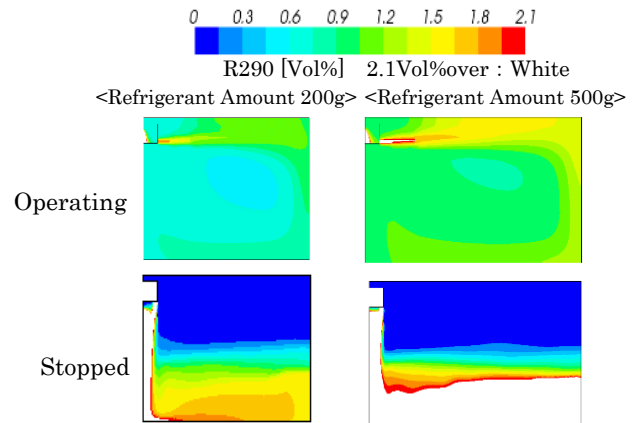 0 0.3 0.6 0.9 1.2 1.5 1.8 2.1
R290 [Vol%] 2.1Vol%over : White
<Refrigerant Amount 200g> <Refrigerant Amount 500g>
Operating
Stopped